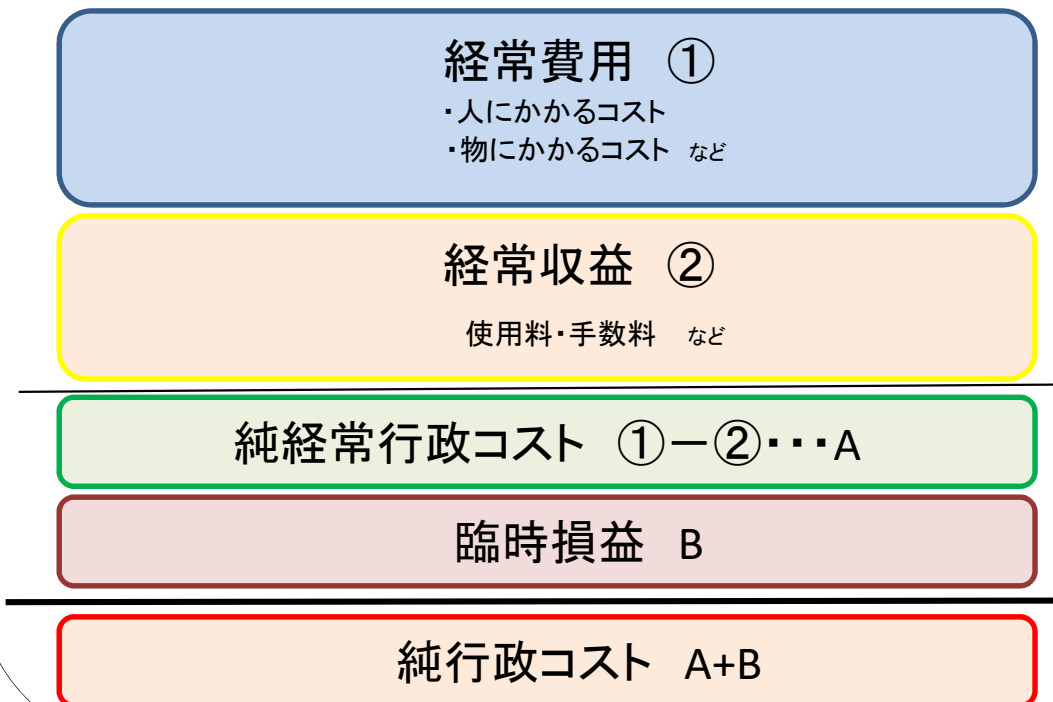 経常費用 ①
・人にかかるコスト
・物にかかるコスト など
経常収益 ②
使用料・手数料 など
純経常行政コスト ①－②・・・A
臨時損益 B
純行政コスト A+B